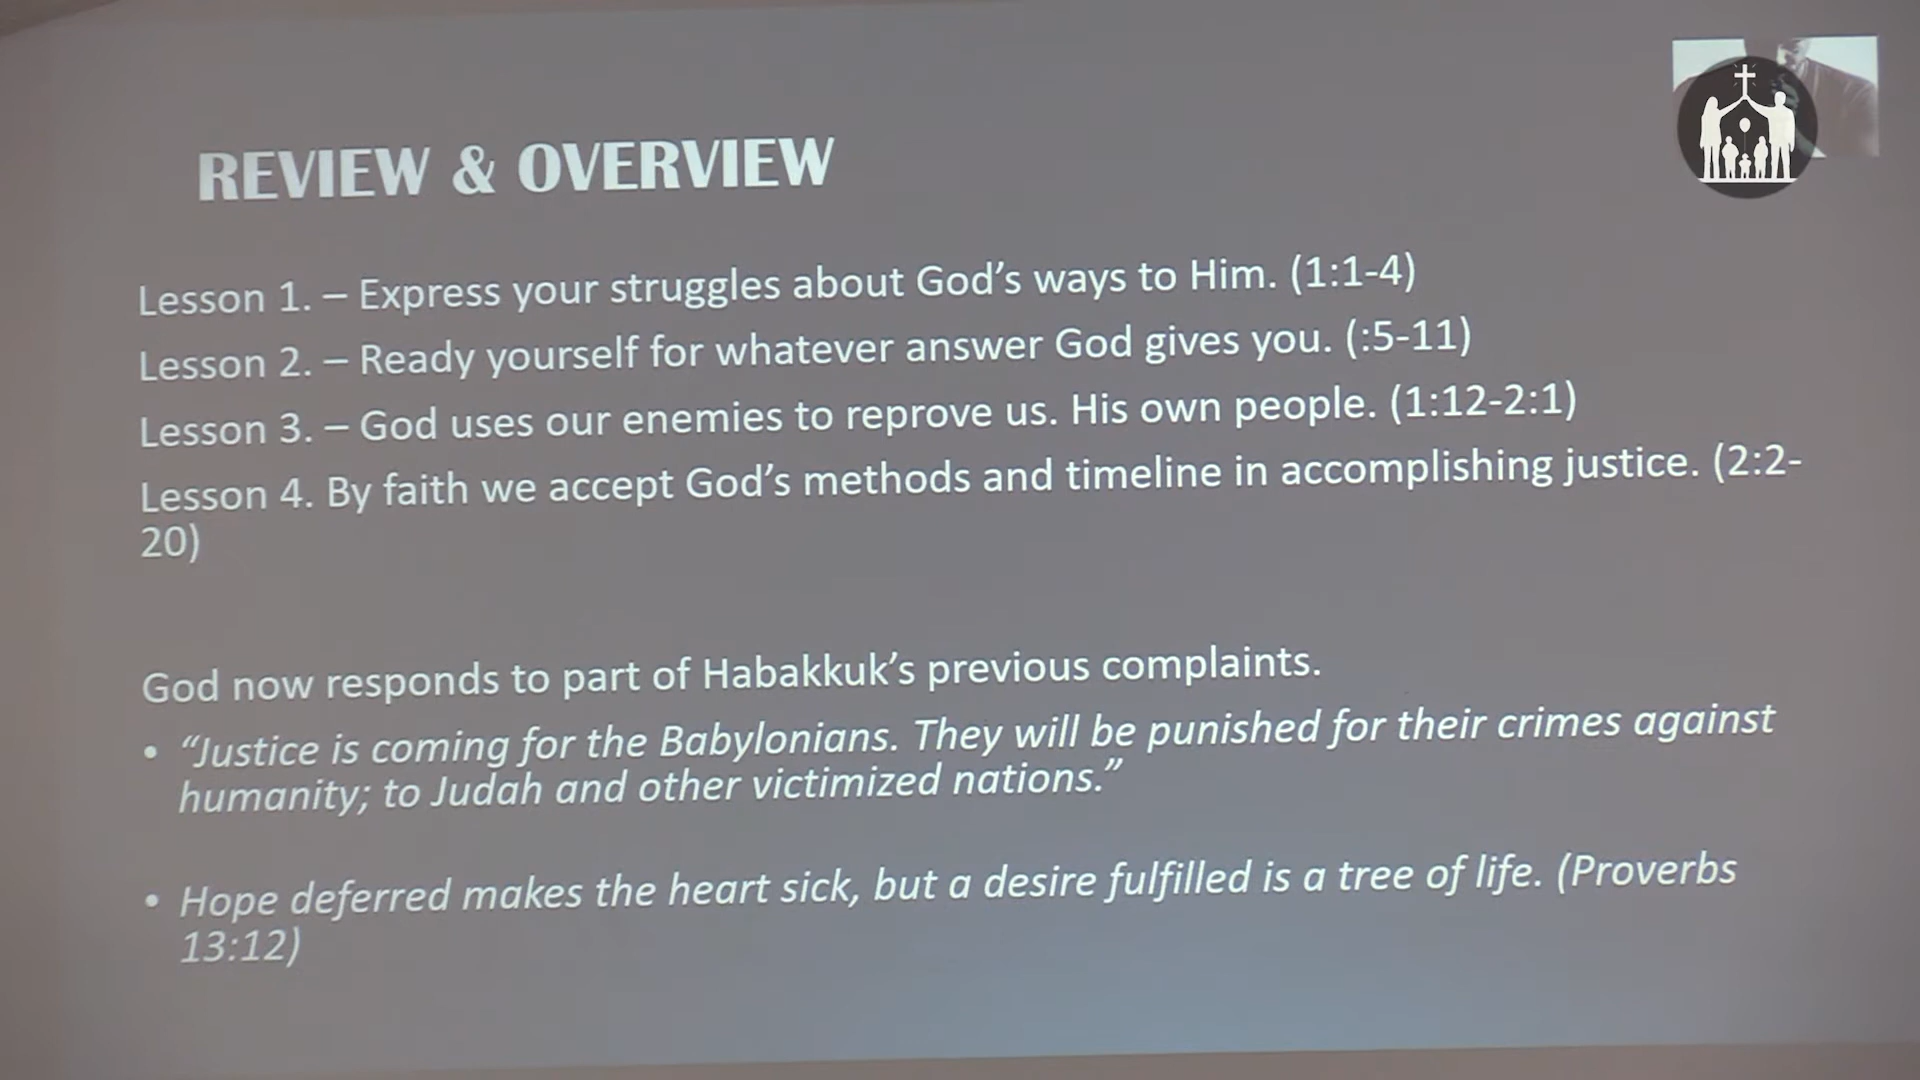 REVIEW & OVERVIEW
Lesson 1. – Express your struggles about God's ways to Him. (1:1-4)
Lesson 2. – Ready yourself for whatever answer God gives you. (:5-11)
Lesson 3. – God uses our enemies to reprove us. His own people. (1:12-2:1)
Lesson 4. By faith we accept God's methods and timeline in accomplishing justice. (2:2-
20)
God now responds to part of Habakkuk's previous complaints.
• “Justice is coming for the Babylonians. They will be punished for their crimes against
humanity; to Judah and other victimized nations.”
• Hope deferred makes the heart sick, but a desire fulfilled is a tree of life. (Proverbs
13:12)